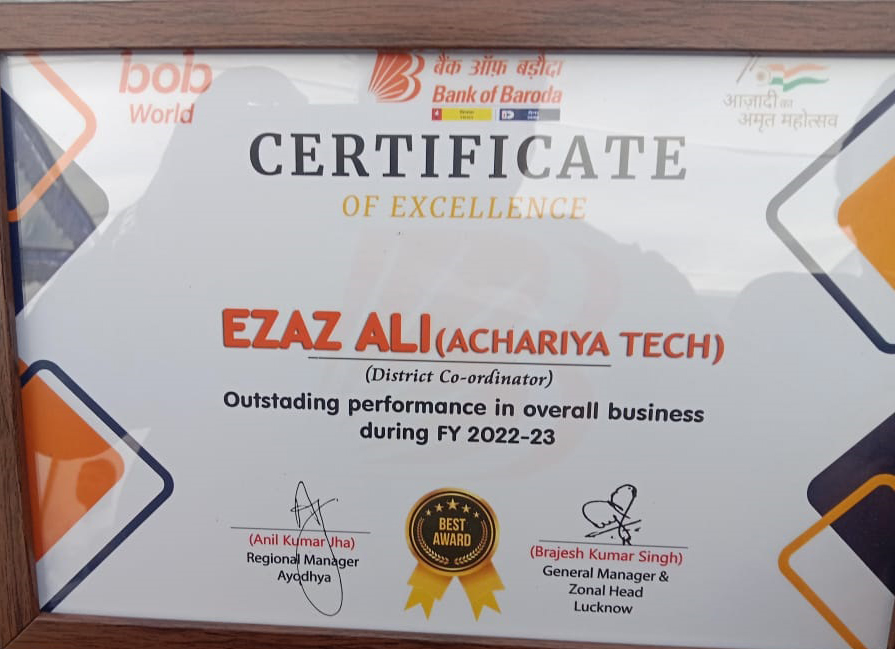 bob
World
बैंक ऑफ़ बड़ौदा
Bank of Baroda
आज़ादी का
अमृत महोत्सव
CERTIFICATE
OF EXCELLENCE
EZAZ ALI (ACHARIYA TECH)
(District Co-ordinator)
Outstading performance in overall business
during FY 2022-23
(Anil Kumar Jha)
Regional Manager
Ayodhya
BEST
AWARD
(Brajesh Kumar Singh)
General Manager &
Zonal Head
Lucknow